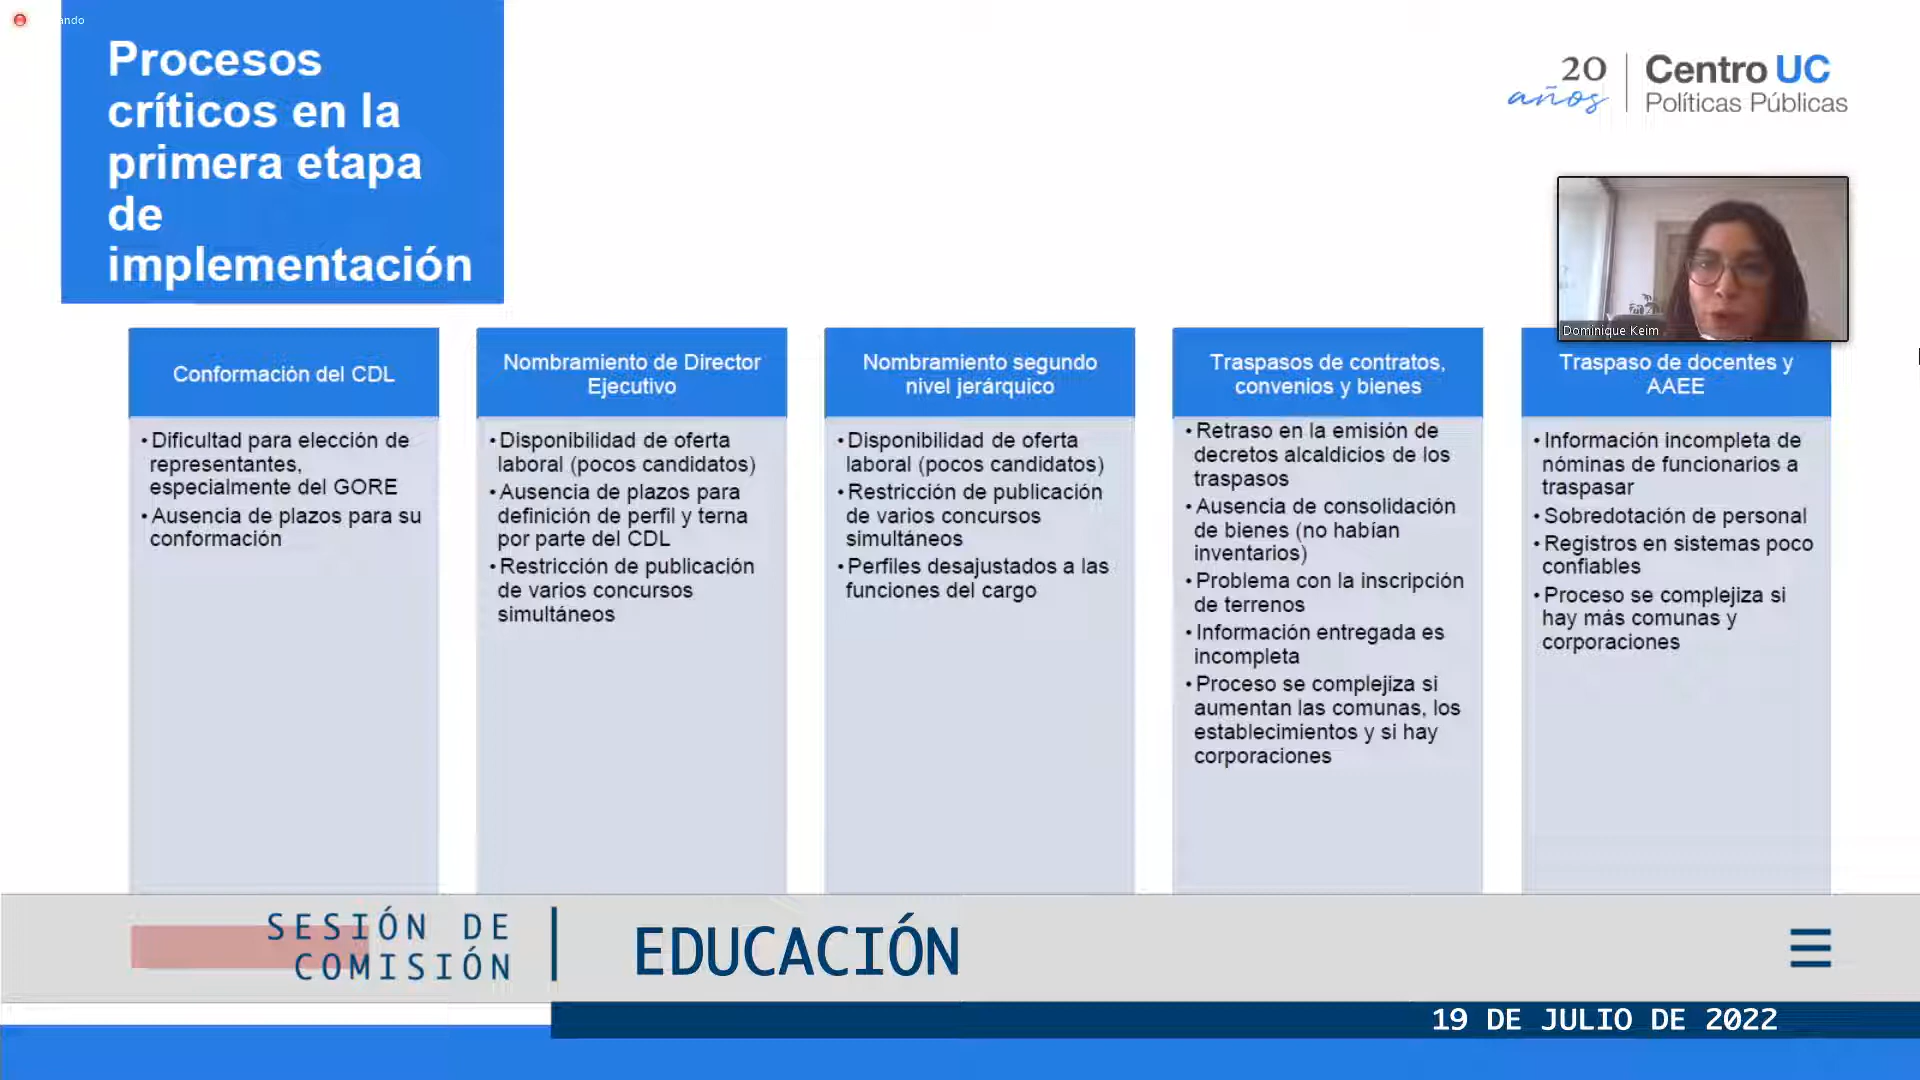 Procesos
críticos en la
primera etapa
de
implementación
20
años
Centro UC
Políticas Públicas
Dominique Keim
Conformación del CDL
• Dificultad para elección de
representantes,
especialmente del GORE
• Ausencia de plazos para su
conformación
Nombramiento de Director
Ejecutivo
• Disponibilidad de oferta
laboral (pocos candidatos)
• Ausencia de plazos para
definición de perfil y terna
por parte del CDL
• Restricción de publicación
de varios concursos
simultáneos
Nombramiento segundo
nivel jerárquico
• Disponibilidad de oferta
laboral (pocos candidatos)
• Restricción de publicación
de varios concursos
simultáneos
• Perfiles desajustados a las
funciones del cargo
Traspasos de contratos,
convenios y bienes
• Retraso en la emisión de
decretos alcaldicios de los
traspasos
• Ausencia de consolidación
de bienes (no habían
inventarios)
• Problema con la inscripción
de terrenos
• Información entregada es
incompleta
• Proceso se complejiza si
aumentan las comunas, los
establecimientos y si hay
corporaciones
Traspaso de docentes y
AAEE
• Información incompleta de
nóminas de funcionarios a
traspasar
• Sobredotación de personal
• Registros en sistemas poco
confiables
• Proceso se complejiza si
hay más comunas y
corporaciones
SESIÓN DE
COMISIÓN
EDUCACIÓN
19 DE JULIO DE 2022